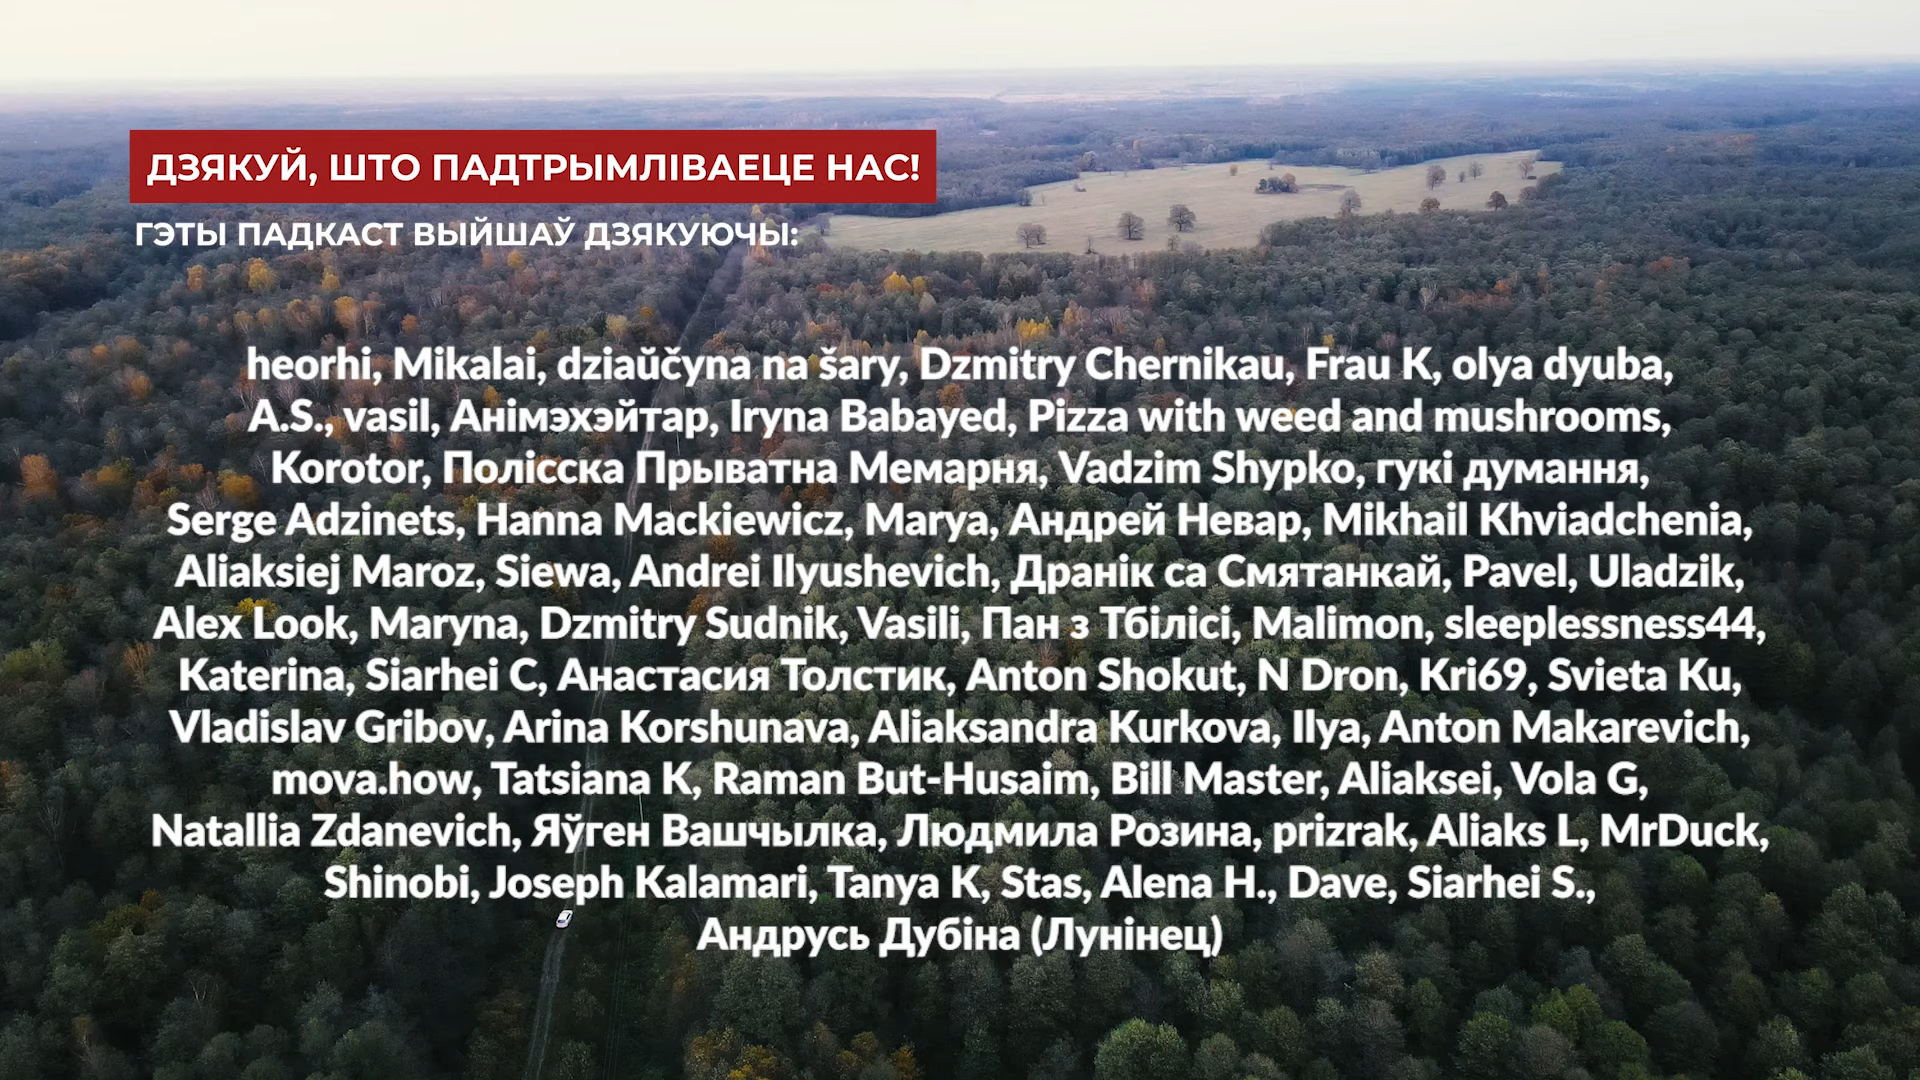 ДЗЯКУЙ, ШТО ПАДТРЫМЛІВАЕЦЕ НАС!
ГЭТЫ ПАДКАСТ ВЫЙШАЎ ДЗЯКУЮЧЫ:
heorhi, Mikalai, dziaŭčyna na šary, Dzmitry Chernikau, Frau K, olya dyuba,
A.S., vasil, Анімэхэйтар, Iryna Babayed, Pizza with weed and mushrooms,
Korotor, Полісска Прыватна Мемарня, Vadzim Shypko, гукі думання,
Serge Adzinets, Hanna Mackiewicz, Marya, Андрей Невар, Mikhail Khviadchenia,
Aliaksiej Maroz, Siewa, Andrei Ilyushevich, Дранік са Смятанкай, Pavel, Uladzik,
Alex Look, Maryna, Dzmitry Sudnik, Vasili, Пан з Тбілісі, Malimon, sleeplessness44,
Katerina, Siarhei C, Анастасия Толстик, Anton Shokut, N Dron, Kri69, Svieta Ku,
Vladislav Gribov, Arina Korshunava, Aliaksandra Kurkova, Ilya, Anton Makarevich,
mova.how, Tatsiana K, Raman But-Husaim, Bill Master, Aliaksei, Vola G,
Natallia Zdanevich, Яўген Вашчылка, Людмила Розина, prizrak, Aliaks L, MrDuck,
Shinobi, Joseph Kalamari, Tanya K, Stas, Alena H., Dave, Siarhei S.,
Андрусь Дубіна (Лунінец)